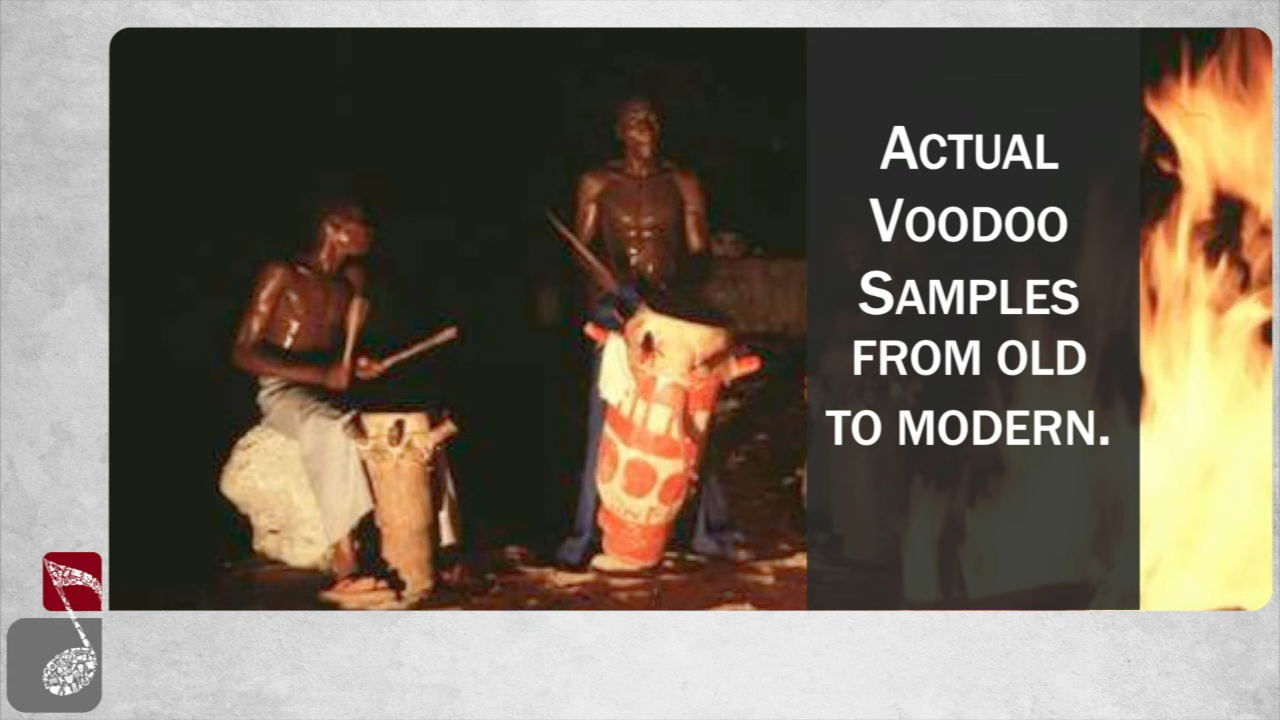 ACTUAL
VOODOO
SAMPLES
FROM OLD
TO MODERN.